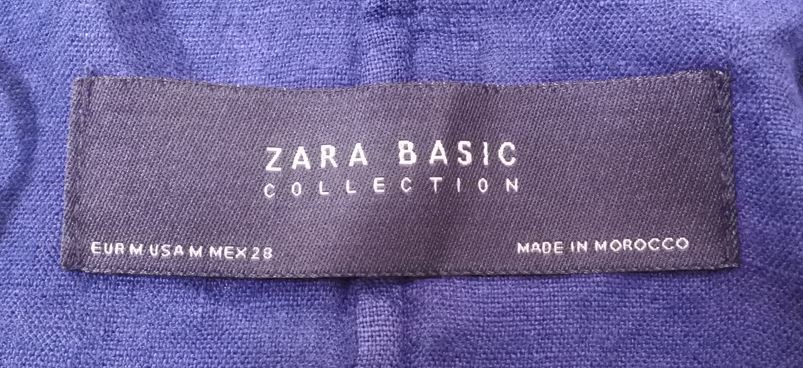 ZARA BASIC
COLLECTION
EUR M USA M MEX 28
MADE IN MOROCCO